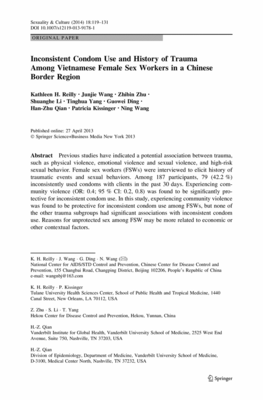 Sexuality & Culture (2014) 18:119–131
DOI 10.1007/s12119-013-9178-1
ORIGINAL PAPER
Inconsistent Condom Use and History of Trauma
Among Vietnamese Female Sex Workers in a Chinese
Border Region
Kathleen H. Reilly · Junjie Wang · Zhibin Zhu ·
Shuanghe Li · Tinghua Yang · Guowei Ding ·
Han-Zhu Qian · Patricia Kissinger · Ning Wang
Published online: 27 April 2013
© Springer Science+Business Media New York 2013
Abstract Previous studies have indicated a potential association between trauma,
such as physical violence, emotional violence and sexual violence, and high-risk
sexual behavior. Female sex workers (FSWs) were interviewed to elicit history of
traumatic events and sexual behaviors. Among 187 participants, 79 (42.2 %)
inconsistently used condoms with clients in the past 30 days. Experiencing com-
munity violence (OR: 0.4; 95 % CI: 0.2, 0.8) was found to be significantly pro-
tective for inconsistent condom use. In this study, experiencing community violence
was found to be protective for inconsistent condom use among FSWs, but none of
the other trauma subgroups had significant associations with inconsistent condom
use. Reasons for unprotected sex among FSW may be more related to economic or
other contextual factors.
K. H. Reilly · J. Wang · G. Ding · N. Wang
National Center for AIDS/STD Control and Prevention, Chinese Center for Disease Control and
Prevention, 155 Changbai Road, Changping District, Beijing 102206, People's Republic of China
e-mail: wangnbj@163.com
K. H. Reilly · P. Kissinger
Tulane University Health Sciences Center, School of Public Health and Tropical Medicine, 1440
Canal Street, New Orleans, LA 70112, USA
Z. Zhu · S. Li · T. Yang
Hekou Center for Disease Control and Prevention, Hekou, Yunnan, China
H.-Z. Qian
Vanderbilt Institute for Global Health, Vanderbilt University School of Medicine, 2525 West End
Avenue, Suite 750, Nashville, TN 37203, USA
H.-Z. Qian
Division of Epidemiology, Department of Medicine, Vanderbilt University School of Medicine,
D-3100, Medical Center North, Nashville, TN 37232, USA
Springer